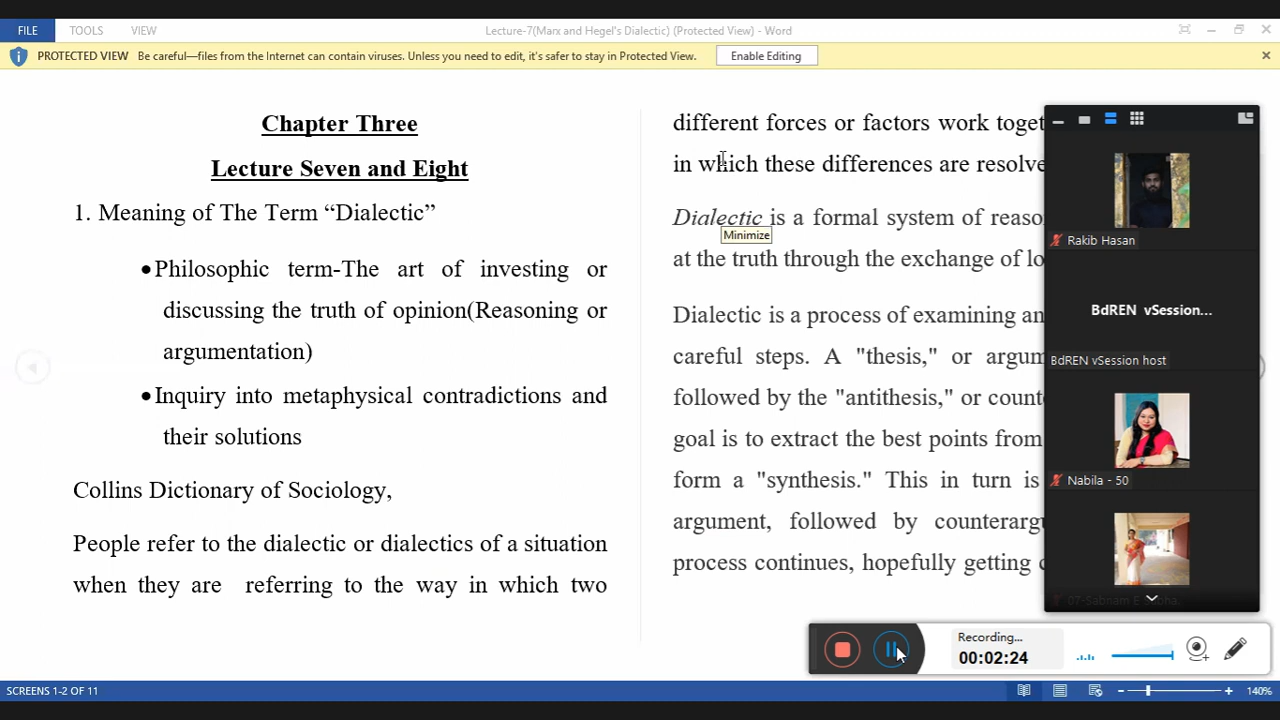 FILE TOOLS VIEW Lecture-7(Marx and Hegel's Dialectic) (Protected View) - Word
PROTECTED VIEW Be careful—files from the Internet can contain viruses. Unless you need to edit, it's safer to stay in Protected View. Enable Editing
Chapter Three
Lecture Seven and Eight
1. Meaning of The Term “Dialectic”
•Philosophic term-The art of investing or
discussing the truth of opinion(Reasoning or
argumentation)
•Inquiry into metaphysical contradictions and
their solutions
Collins Dictionary of Sociology,
People refer to the dialectic or dialectics of a situation
when they are referring to the way in which two
different forces or factors work toget
in which these differences are resolve
Dialectic is a formal system of reaso
Minimize
at the truth through the exchange of lo
Dialectic is a process of examining an
careful steps. A "thesis," or argum
followed by the "antithesis," or counte
goal is to extract the best points from
form a "synthesis." This in turn is
argument, followed by counterargu
process continues, hopefully getting
Rakib Hasan
BdREN vSession...
BdREN vSession host
Nabila - 50
Recording...
00:02:24
SCREENS 1-2 OF 11
140%